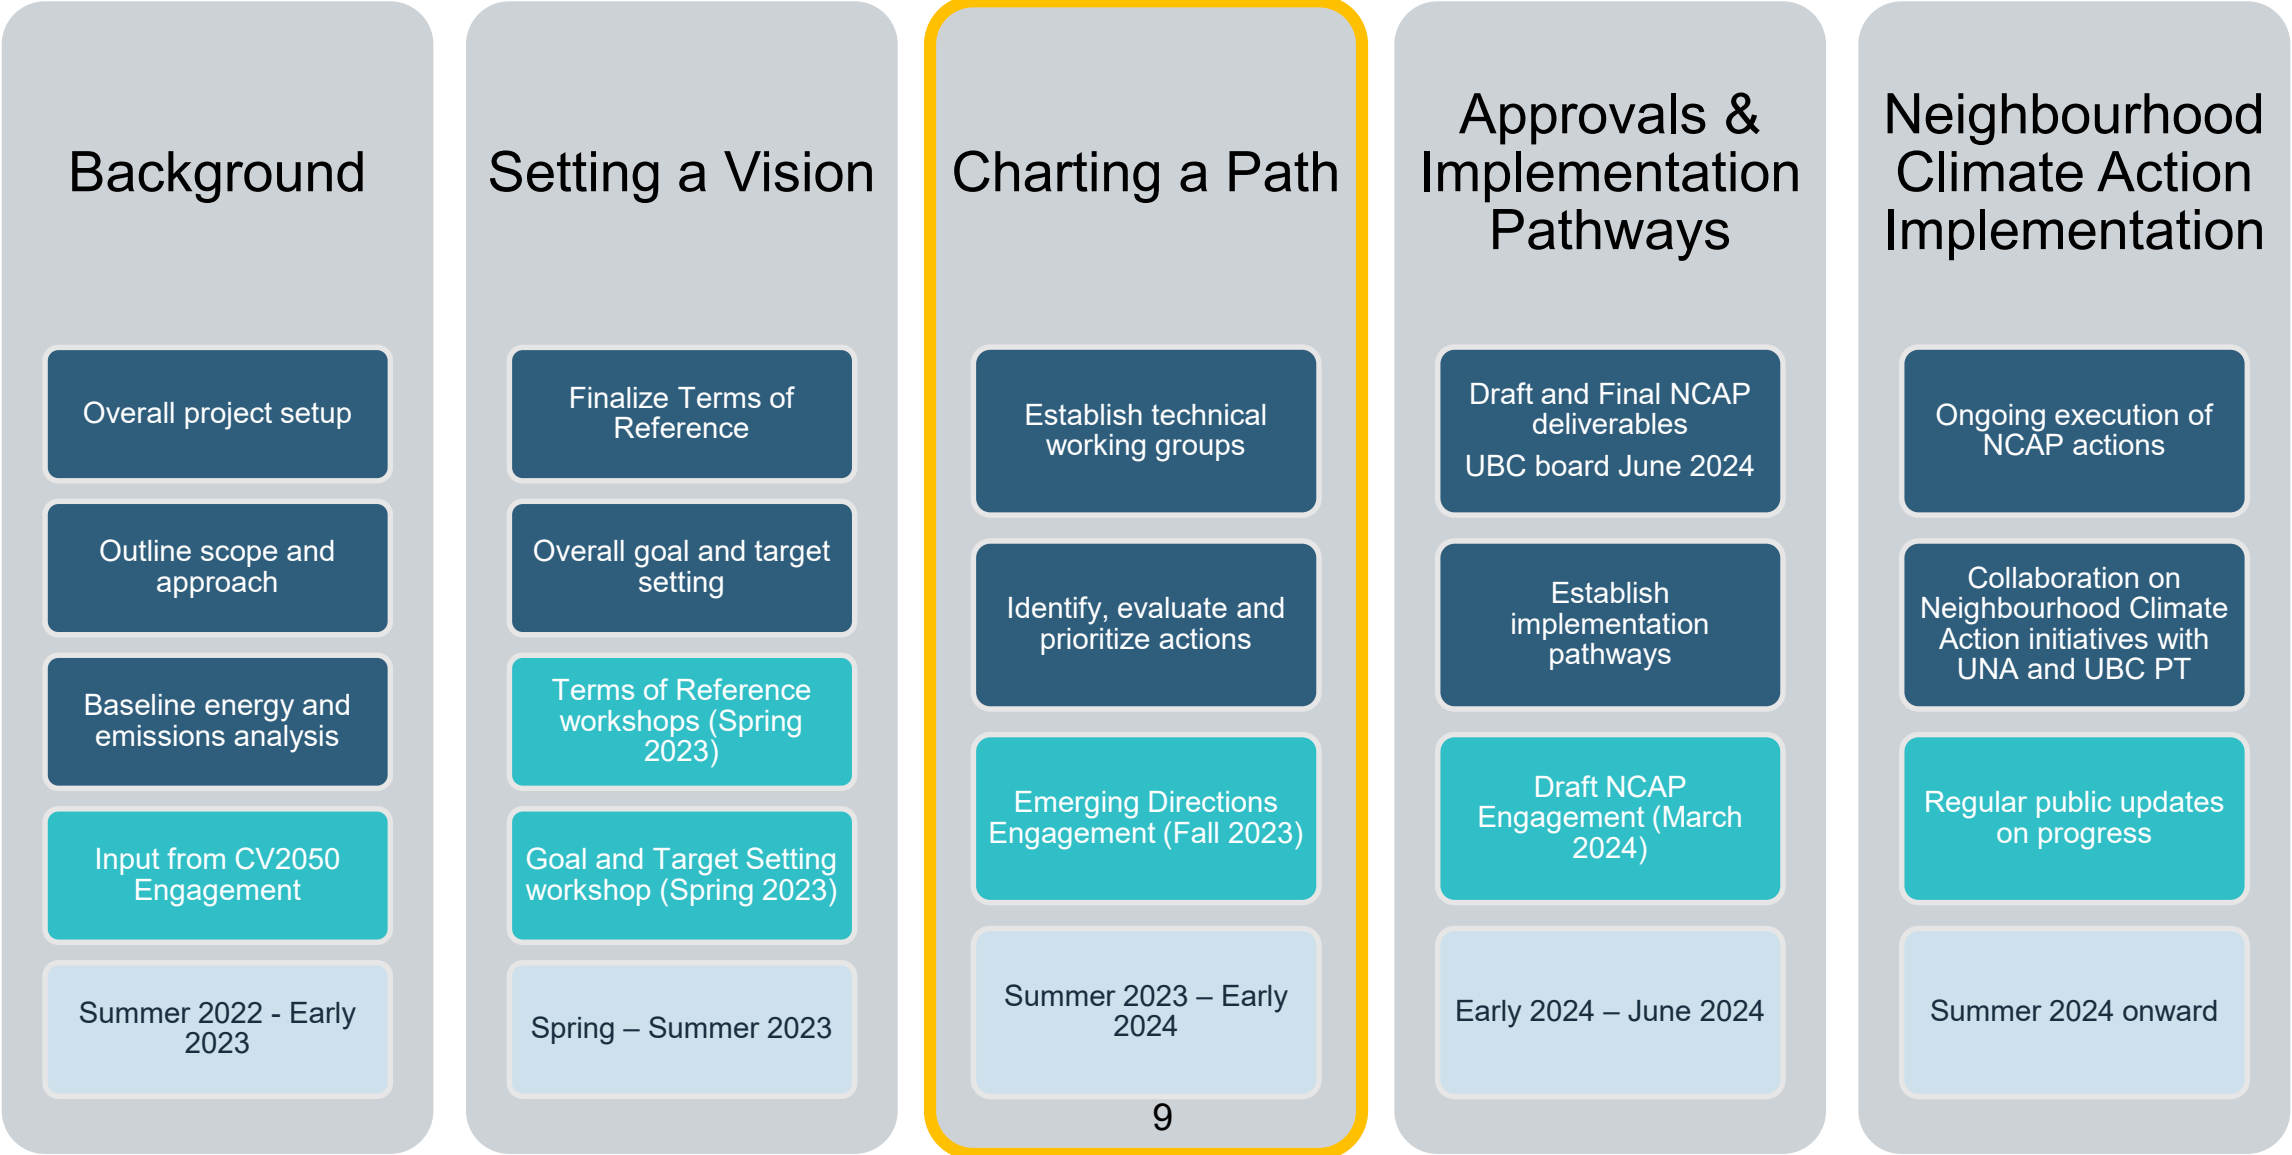 Background
Overall project setup
Outline scope and
approach
Baseline energy and
emissions analysis
Input from CV2050
Engagement
Summer 2022 - Early
2023
Setting a Vision
Finalize Terms of
Reference
Overall goal and target
setting
Terms of Reference
workshops (Spring
2023)
Goal and Target Setting
workshop (Spring 2023)
Spring – Summer 2023
Charting a Path
Establish technical
working groups
Identify, evaluate and
prioritize actions
Emerging Directions
Engagement (Fall 2023)
Summer 2023 – Early
2024
9
Approvals &
Implementation
Pathways
Draft and Final NCAP
deliverables
UBC board June 2024
Establish
implementation
pathways
Draft NCAP
Engagement (March
2024)
Early 2024 – June 2024
Neighbourhood
Climate Action
Implementation
Ongoing execution of
NCAP actions
Collaboration on
Neighbourhood Climate
Action initiatives with
UNA and UBC PT
Regular public updates
on progress
Summer 2024 onward